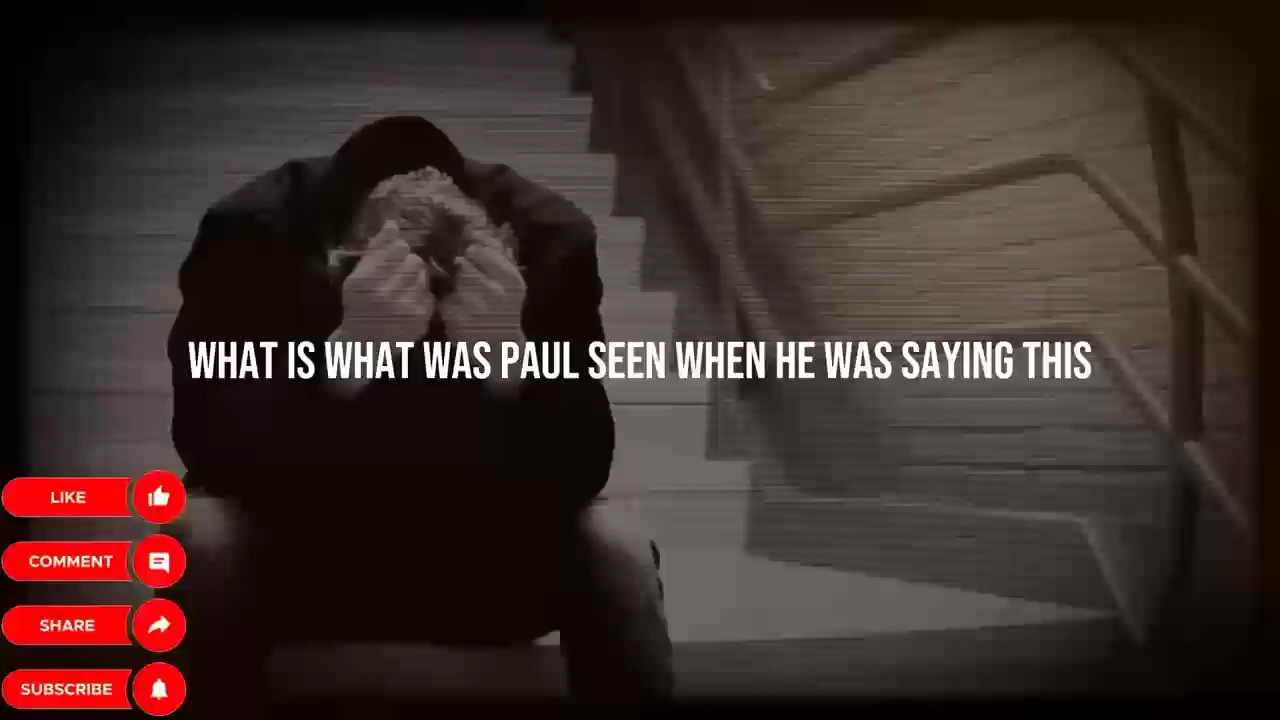 WHAT IS WHAT WAS PAUL SEEN WHEN HE WAS SAYING THIS
LIKE
COMMENT
SHARE
SUBSCRIBE